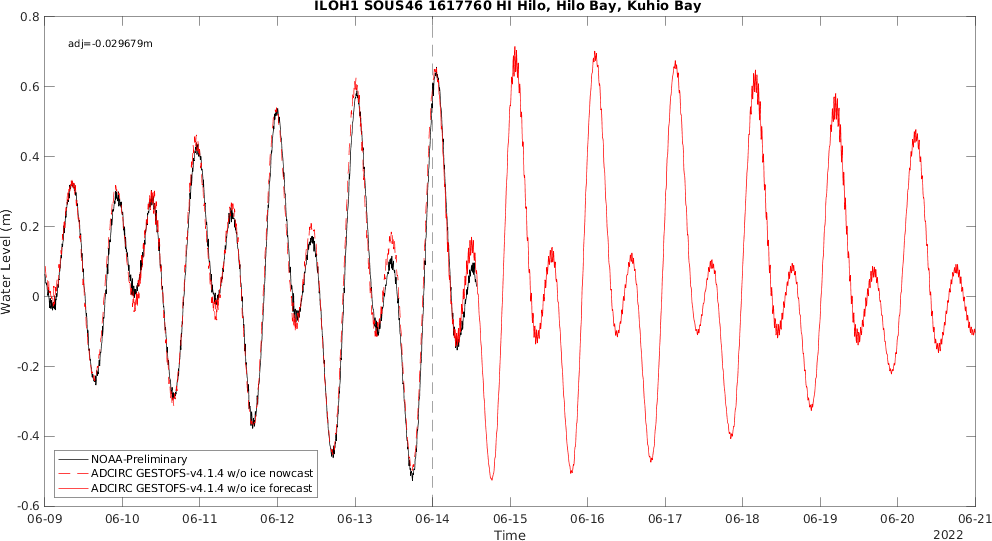 ILOH1 SOUS46 1617760 HI Hilo, Hilo Bay, Kuhio Bay
adj=-0.029679m
0.8
0.6
0.4
0.2
0
-0.2
-0.4
-0.6
Water Level (m)
NOAA-Preliminary
ADCIRC GESTOFS-v4.1.4 w/o ice nowcast
ADCIRC GESTOFS-v4.1.4 w/o ice forecast
06-09 06-10 06-11 06-12 06-13 06-14 06-15 06-16 06-17 06-18 06-19 06-20 06-21
Time
2022